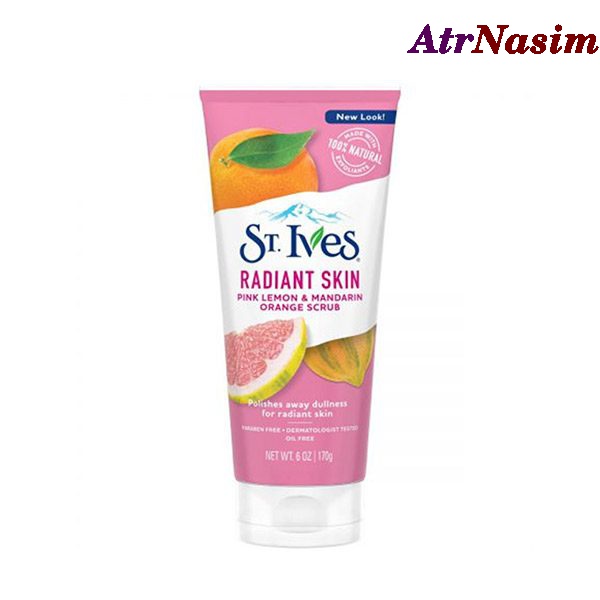 AtrNasim
New Look!
MADE WITH
100% NATURAL
EXFOLIANTS
ST. IVES
RADIANT SKIN
PINK LEMON & MANDARIN
ORANGE SCRUB
Polishes away dullness
for radiant skin
PARABEN FREE • DERMATOLOGIST TESTED
OIL FREE
NET WT. 6 OZ | 170g